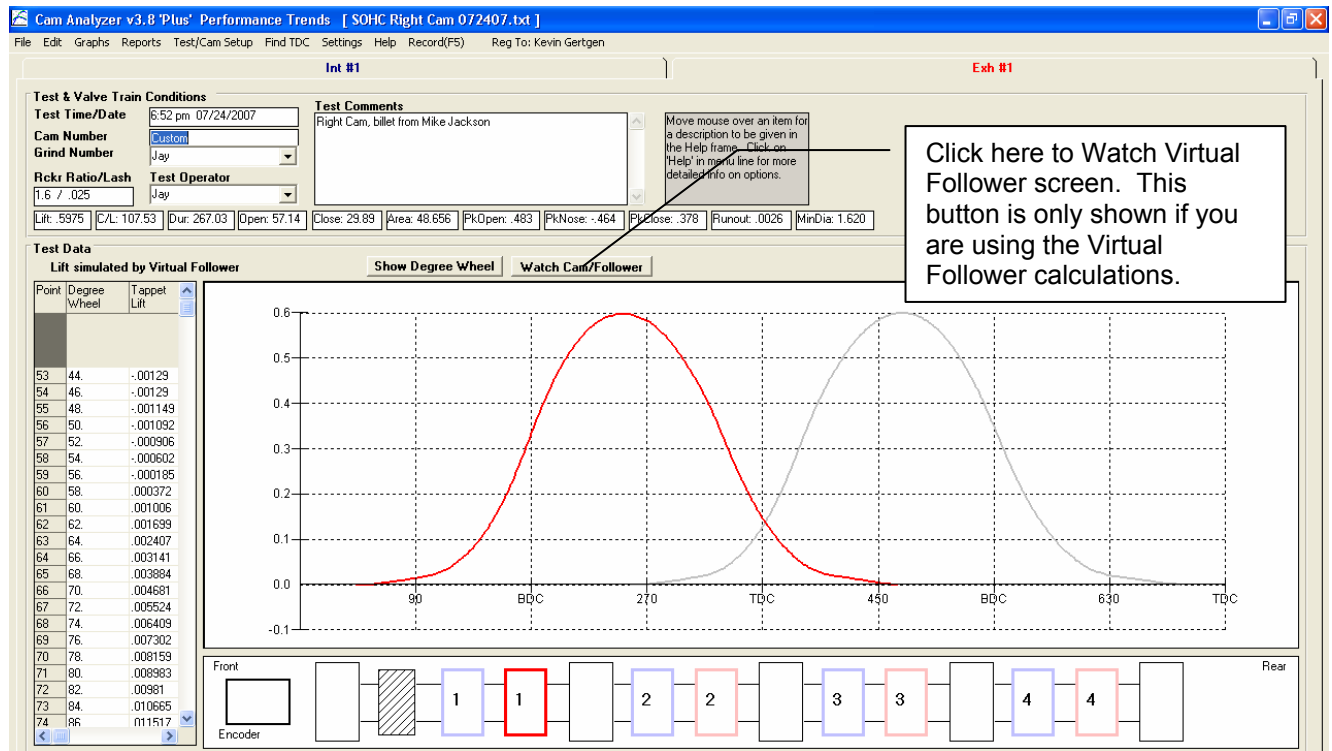 Cam Analyzer v3.8 'Plus' Performance Trends [ SOHC Right Cam 072407.txt ]
File Edit Graphs Reports Test/Cam Setup Find TDC Settings Help Record(F5) Reg To: Kevin Gertgen
Int #1 Exh #1
Test & Valve Train Conditions
Test Time/Date 6:52 pm 07/24/2007
Cam Number Custom
Grind Number Jay
Rckr Ratio/Lash Test Operator
1.6 / .025 Jay
Test Comments
Right Cam, billet from Mike Jackson
Move mouse over an item for
a description to be given in
the Help frame. Click on
'Help' in menu line for more
detailed info on options.
Click here to Watch Virtual
Follower screen. This
button is only shown if you
are using the Virtual
Follower calculations.
Lift: .5975 C/L: 107.53 Dur: 267.03 Open: 57.14 Close: 29.89 Area: 48.656 PkOpen: .483 PkNose: -.464 PkClose: .378 Runout: .0026 MinDia: 1.620
Test Data
Lift simulated by Virtual Follower Show Degree Wheel Watch Cam/Follower
Point Degree Tappet
Wheel Lift
53 44. -.00129
54 46. -.00129
55 48. -.001149
56 50. -.001092
57 52. -.000906
58 54. -.000602
59 56. -.000185
60 58. .000372
61 60. .001006
62 62. .001699
63 64. .002407
64 66. .003141
65 68. .003884
66 70. .004681
67 72. .005524
68 74. .006409
69 76. .007302
70 78. .008159
71 80. .008983
72 82. .00981
73 84. .010665
74 86. .011517
0.6
0.5
0.4
0.3
0.2
0.1
0.0
-0.1
90 BDC 270 TDC 450 BDC 630 TDC
Front Rear
1 1 2 2 3 3 4 4
Encoder